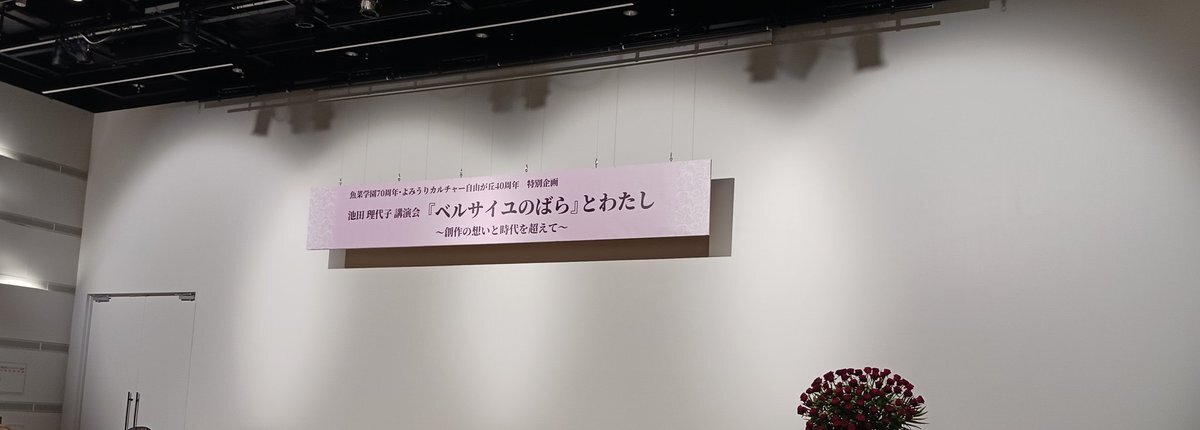 魚菜学園70周年・よみうりカルチャー自由が丘40周年　特別企画
池田 理代子 講演会『ベルサイユのばら』とわたし
～創作の想いと時代を超えて～